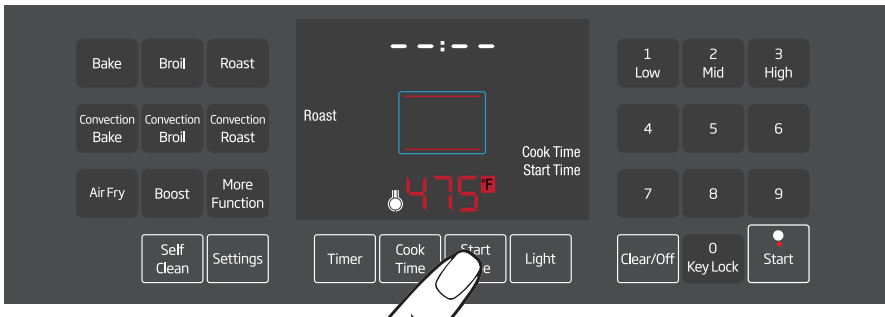 Bake
Broil
Roast
Convection
Bake
Convection
Broil
Convection
Roast
Air Fry
Boost
More
Function
Self
Clean
Settings
--:--
Roast
Cook Time
Start Time
475°F
Timer
Cook
Time
Start
e
Light
1
Low
2
Mid
3
High
4
5
6
7
8
9
Clear/Off
0
Key Lock
Start